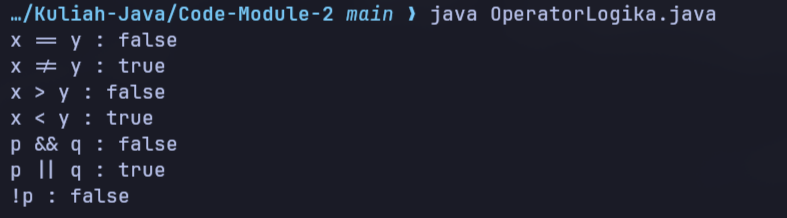 …/Kuliah-Java/Code-Module-2 main ❯ java OperatorLogika.java
x == y : false
x != y : true
x > y : false
x < y : true
p && q : false
p || q : true
!p : false